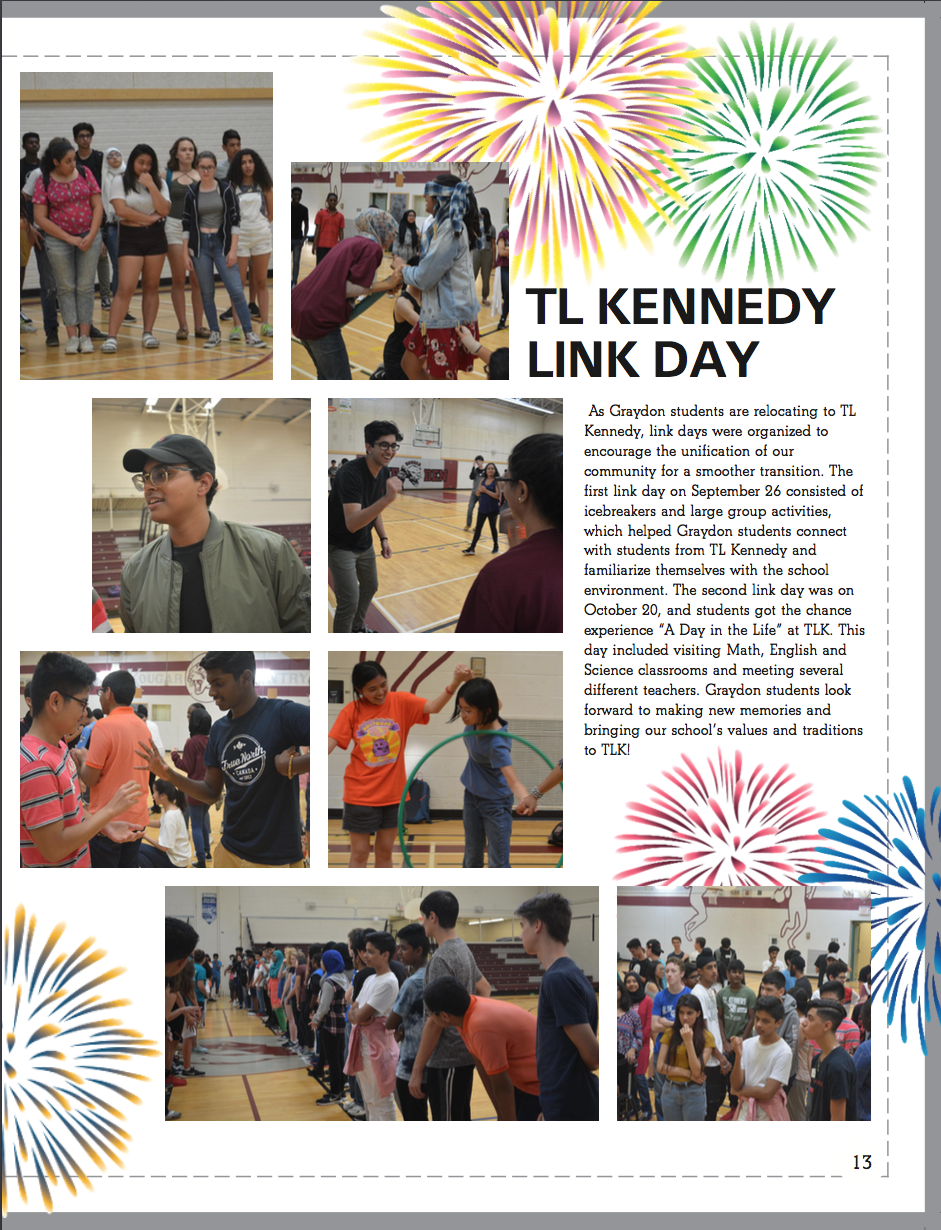 TL KENNEDY
LINK DAY
As Graydon students are relocating to TL
Kennedy, link days were organized to
encourage the unification of our
community for a smoother transition. The
first link day on September 26 consisted of
icebreakers and large group activities,
which helped Graydon students connect
with students from TL Kennedy and
familiarize themselves with the school
environment. The second link day was on
October 20, and students got the chance
experience “A Day in the Life” at TLK. This
day included visiting Math, English and
Science classrooms and meeting several
different teachers. Graydon students look
forward to making new memories and
bringing our school’s values and traditions
to TLK!
True North
CANADA
13